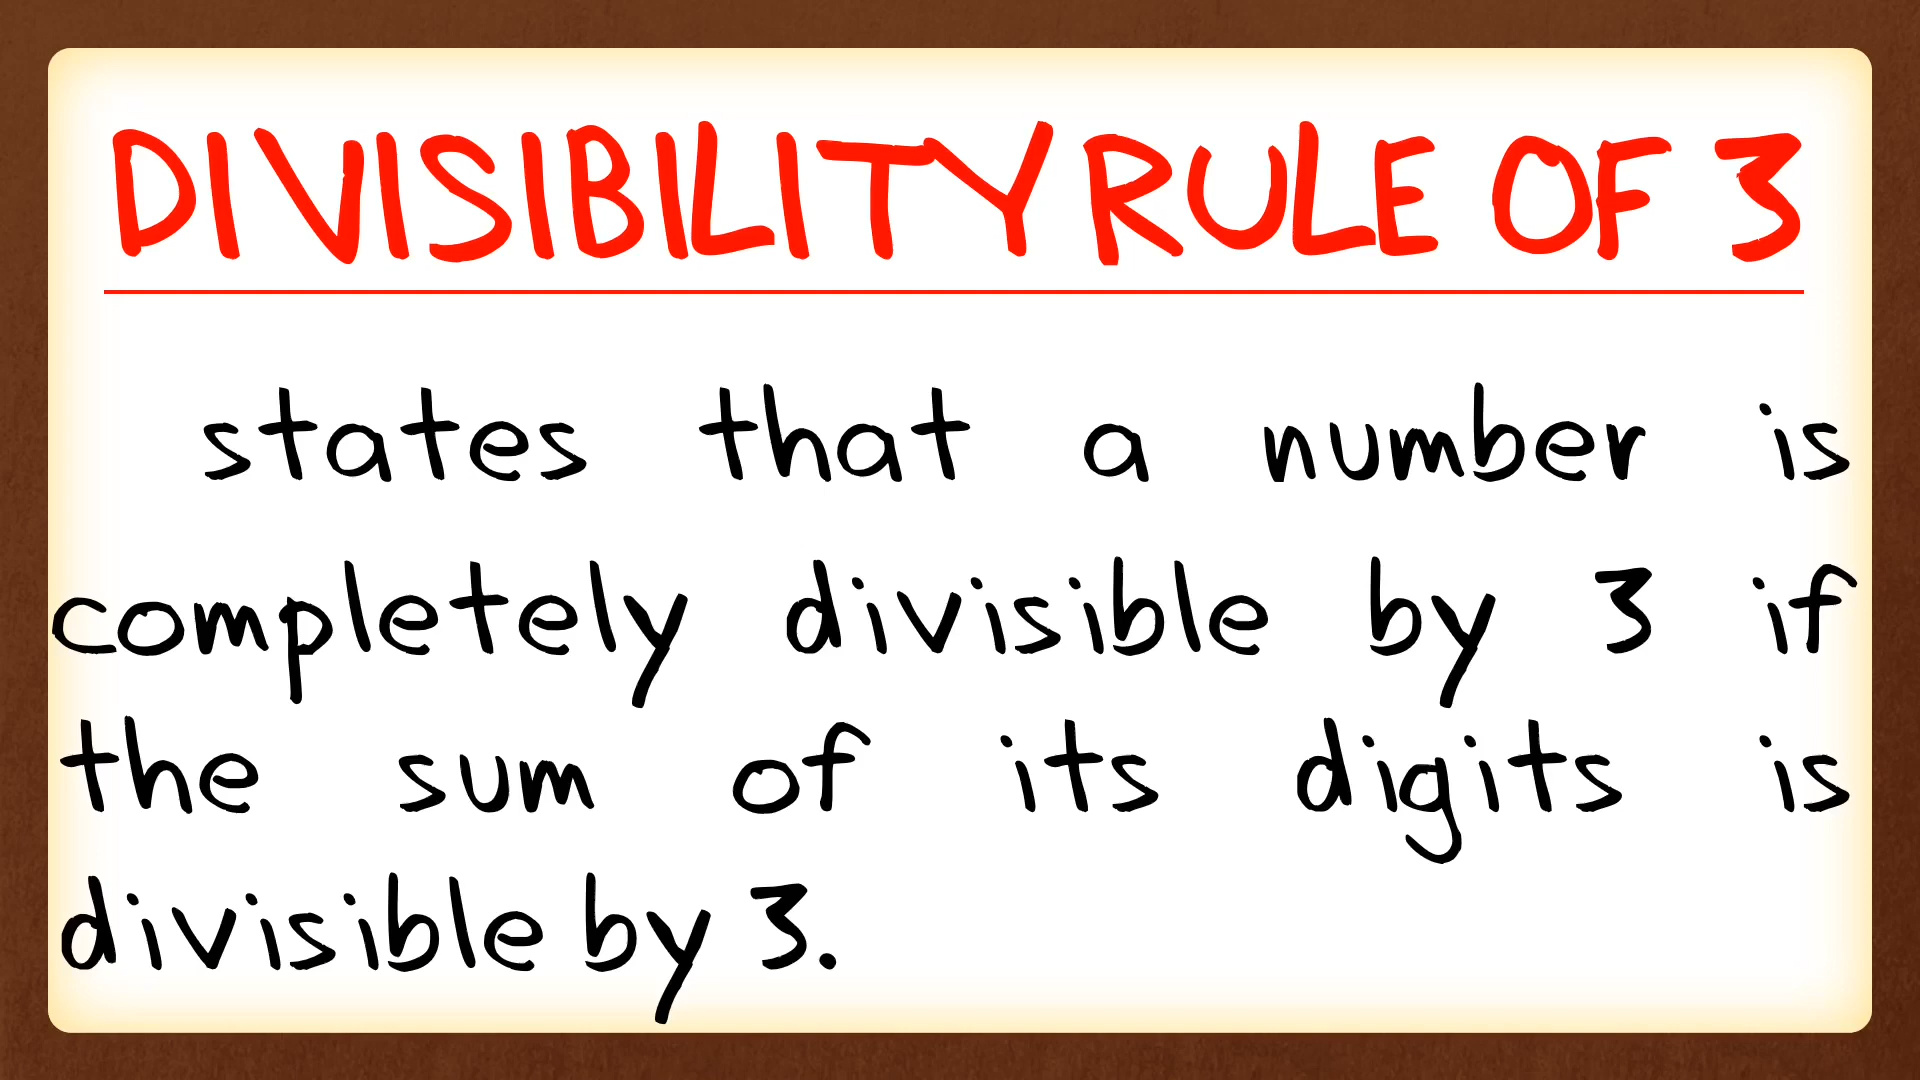 DIVISIBILITY RULE OF 3
states that a number is
completely divisible by 3 if
the sum of its digits is
divisible by 3.